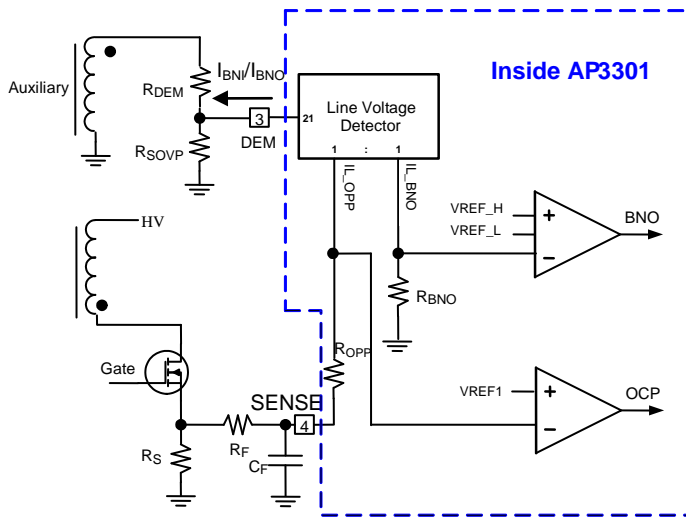 Inside AP3301
Auxiliary
RDEM
IBNI/IBNO
3
DEM
RSOVP
21
Line Voltage
Detector
1 : 1
IL_OPP
IL_BNO
VREF_H
VREF_L
+
-
BNO
RBNO
HV
Gate
ROPP
SENSE
4
RF
RS
CF
VREF1
+
-
OCP